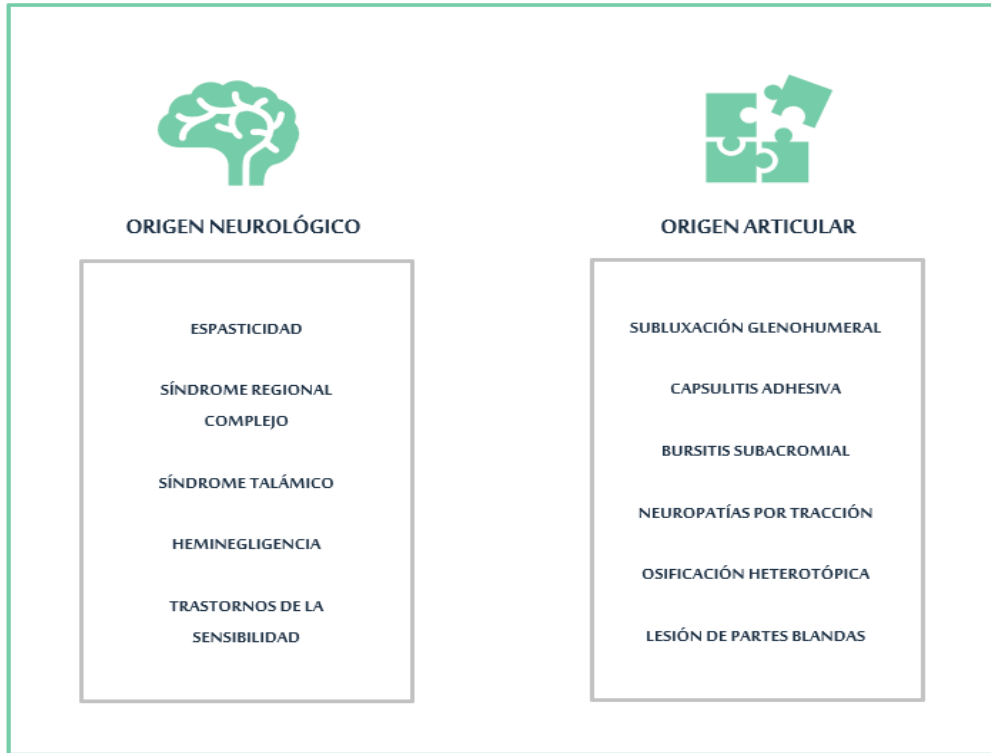 ORIGEN NEUROLÓGICO
ESPASTICIDAD
SÍNDROME REGIONAL
COMPLEJO
SÍNDROME TALÁMICO
HEMINEGLIGENCIA
TRASTORNOS DE LA
SENSIBILIDAD
ORIGEN ARTICULAR
SUBLUXACIÓN GLENOHUMERAL
CAPSULITIS ADHESIVA
BURSITIS SUBACROMIAL
NEUROPATÍAS POR TRACCIÓN
OSIFICACIÓN HETEROTÓPICA
LESIÓN DE PARTES BLANDAS